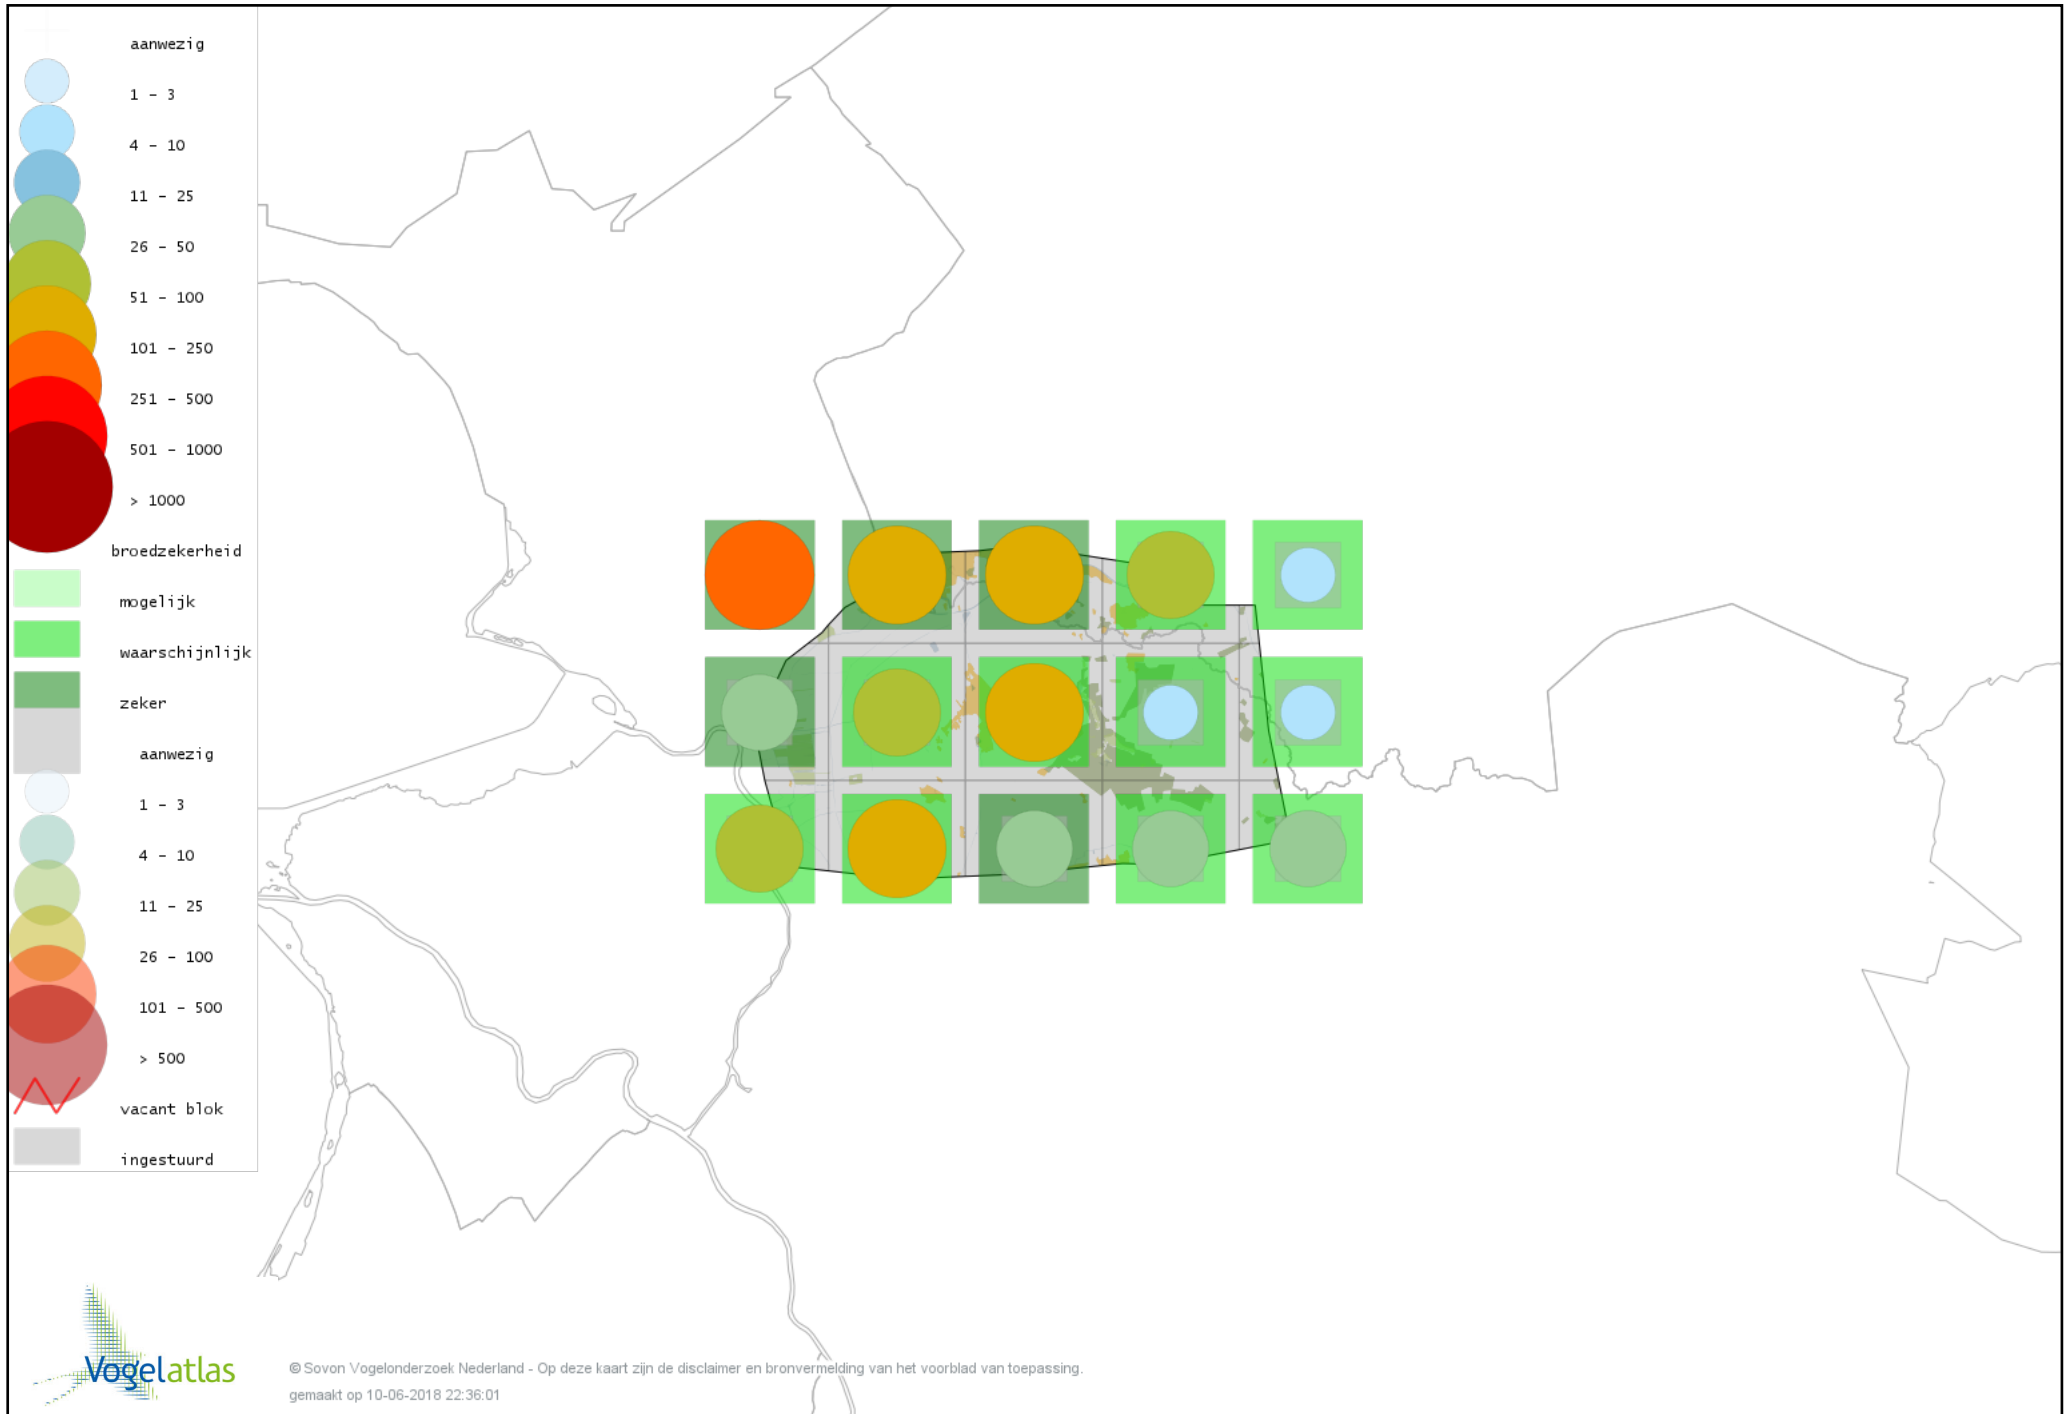 aanwezig
1 - 3
4 - 10
11 - 25
26 - 50
51 - 100
101 - 250
251 - 500
501 - 1000
> 1000
broedzekerheid
mogelijk
waarschijnlijk
zeker
aanwezig
1 - 3
4 - 10
11 - 25
26 - 100
101 - 500
> 500
vacant blok
ingestuurd
Vogelatlas
© Sovon Vogelonderzoek Nederland - Op deze kaart zijn de disclaimer en bronvermelding van het voorblad van toepassing.
gemaakt op 10-06-2018 22:36:01